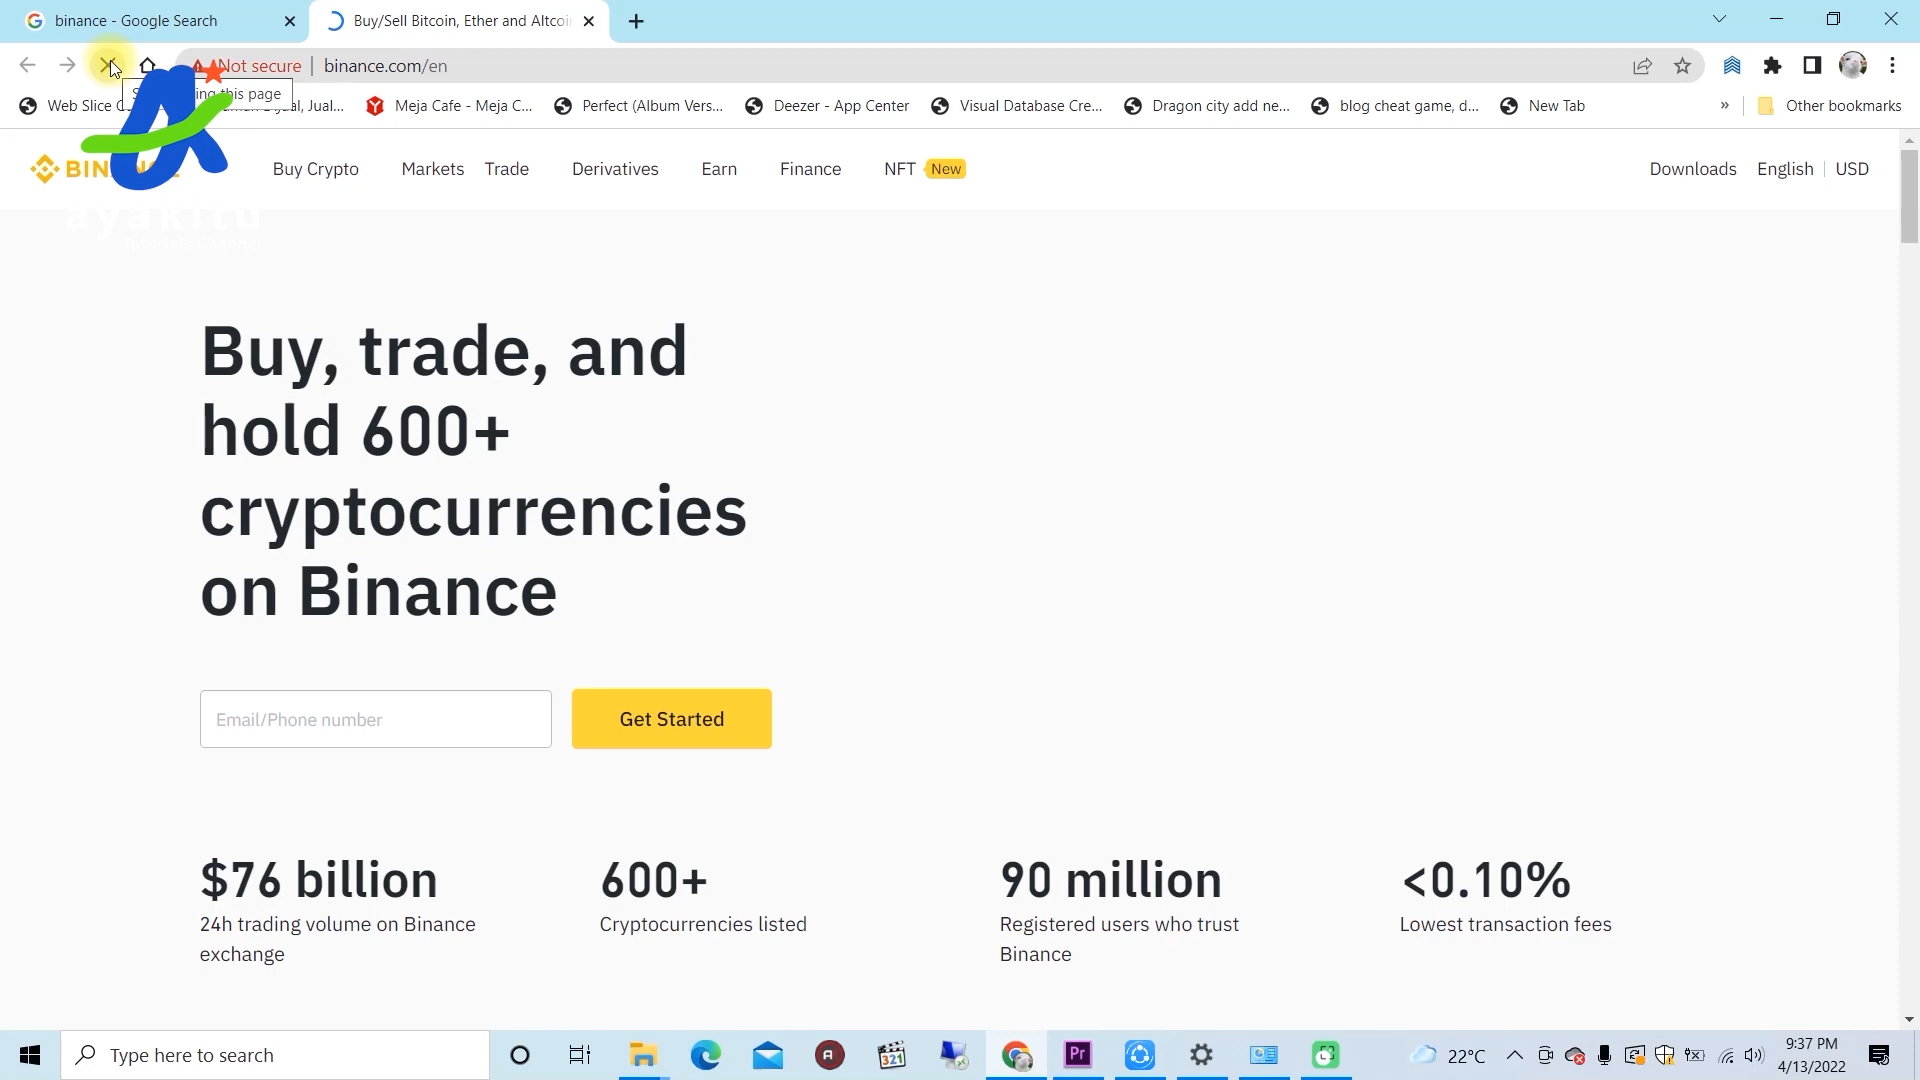 binance - Google Search
Buy/Sell Bitcoin, Ether and Altcoi
Not secure | binance.com/en
ing this page
Web Slice
Jual...
Meja Cafe - Meja C...
Perfect (Album Vers...
Deezer - App Center
Visual Database Cre...
Dragon city add ne...
blog cheat game, d...
New Tab
»
Other bookmarks
Buy Crypto
Markets
Trade
Derivatives
Earn
Finance
NFT New
Downloads
English
USD
ayakitu
Tutorials Channel
Buy, trade, and
hold 600+
cryptocurrencies
on Binance
Email/Phone number
Get Started
$76 billion
24h trading volume on Binance
exchange
600+
Cryptocurrencies listed
90 million
Registered users who trust
Binance
<0.10%
Lowest transaction fees
Type here to search
A
321
Pr
22°C
9:37 PM
4/13/2022